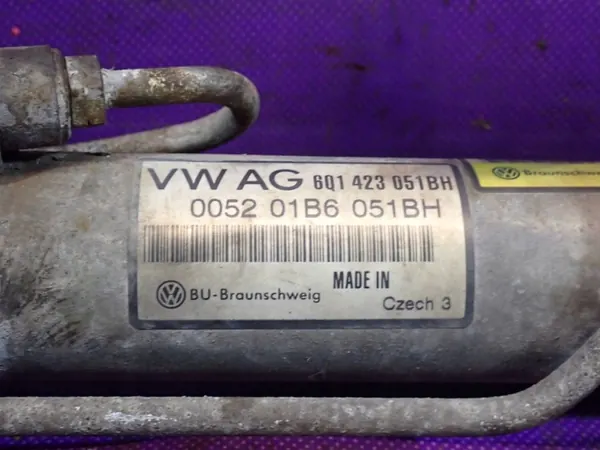 VW AG 6Q1 423 051BH
0052 01B6 051BH
MADE IN
BU-Braunschweig
Czech 3
Braunschweig